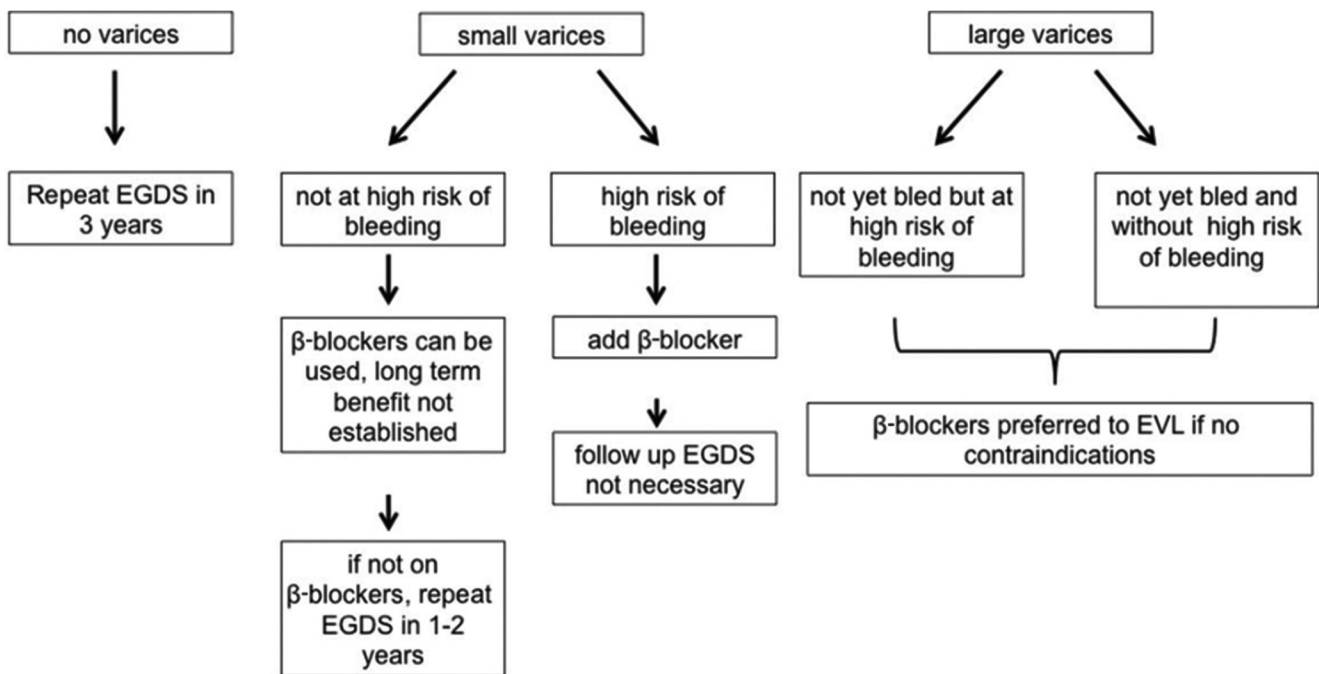 no varices
small varices
large varices
Repeat EGDS in
3 years
not at high risk of
bleeding
high risk of
bleeding
not yet bled but at
high risk of
bleeding
not yet bled and
without high risk
of bleeding
β-blockers can be
used, long term
benefit not
established
add β-blocker
β-blockers preferred to EVL if no
contraindications
follow up EGDS
not necessary
if not on
β-blockers, repeat
EGDS in 1-2
years